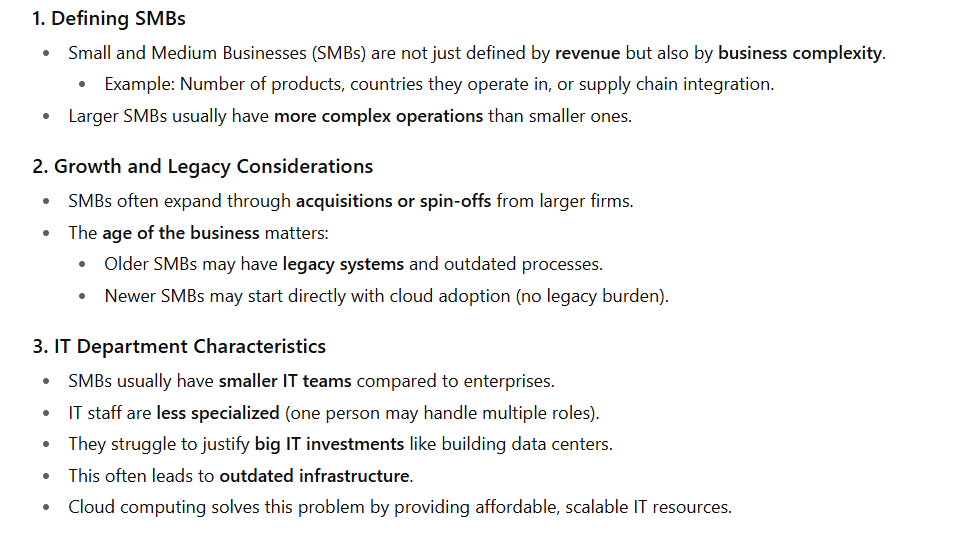 1. Defining SMBs
• Small and Medium Businesses (SMBs) are not just defined by revenue but also by business complexity.
• Example: Number of products, countries they operate in, or supply chain integration.
• Larger SMBs usually have more complex operations than smaller ones.
2. Growth and Legacy Considerations
• SMBs often expand through acquisitions or spin-offs from larger firms.
• The age of the business matters:
• Older SMBs may have legacy systems and outdated processes.
• Newer SMBs may start directly with cloud adoption (no legacy burden).
3. IT Department Characteristics
• SMBs usually have smaller IT teams compared to enterprises.
• IT staff are less specialized (one person may handle multiple roles).
• They struggle to justify big IT investments like building data centers.
• This often leads to outdated infrastructure.
• Cloud computing solves this problem by providing affordable, scalable IT resources.